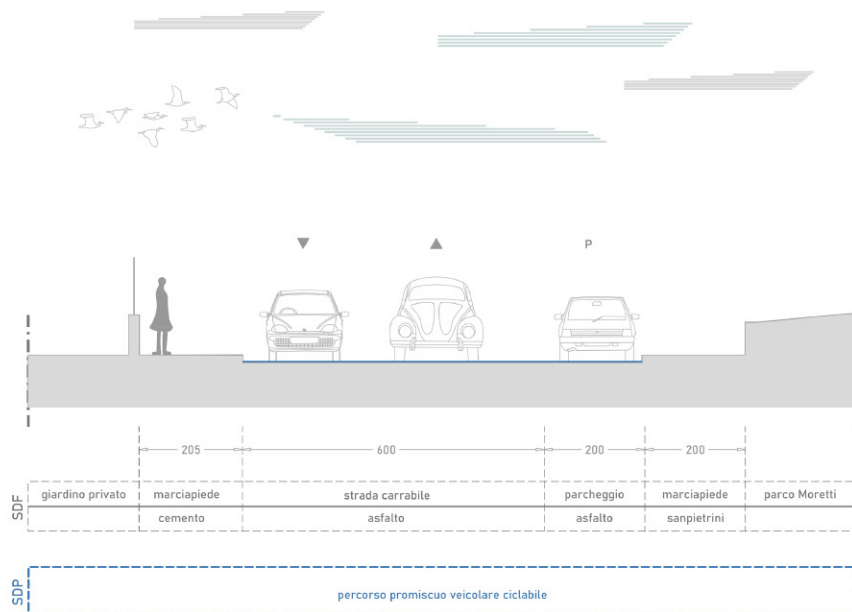 P
205
600
200
200
SDF
giardino privato
marciapiede
strada carrabile
parcheggio
marciapiede
parco Moretti
cemento
asfalto
asfalto
sanpietrini
SDP
percorso promiscuo veicolare ciclabile